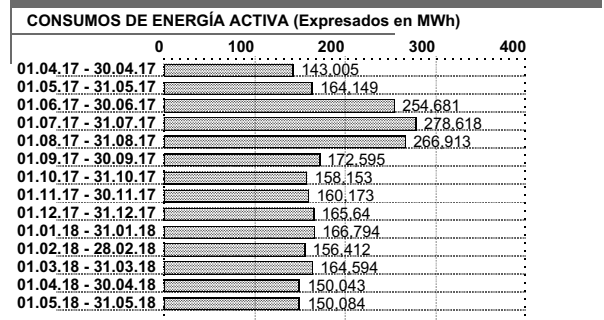 CONSUMOS DE ENERGÍA ACTIVA (Expresados en MWh)
0 100 200 300 400
01.04.17 - 30.04.17 143,005
01.05.17 - 31.05.17 164,149
01.06.17 - 30.06.17 254,681
01.07.17 - 31.07.17 278,618
01.08.17 - 31.08.17 266,913
01.09.17 - 30.09.17 172,595
01.10.17 - 31.10.17 158,153
01.11.17 - 30.11.17 160,173
01.12.17 - 31.12.17 165,64
01.01.18 - 31.01.18 166,794
01.02.18 - 28.02.18 156,412
01.03.18 - 31.03.18 164,594
01.04.18 - 30.04.18 150,043
01.05.18 - 31.05.18 150,084